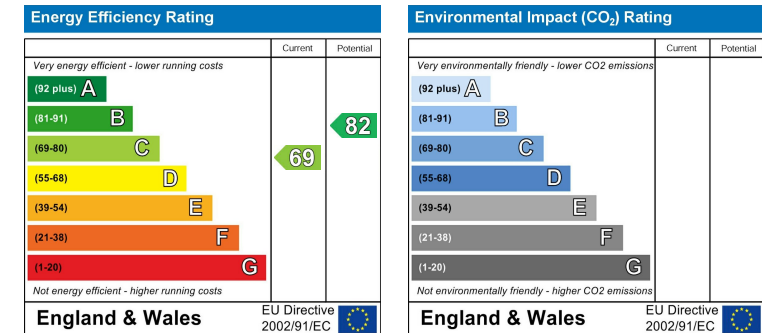 Energy Efficiency Rating
Current Potential
Very energy efficient - lower running costs
(92 plus) A
(81-91) B
82
(69-80) C
69
(55-68) D
(39-54) E
(21-38) F
(1-20) G
Not energy efficient - higher running costs
England & Wales
EU Directive
2002/91/EC
Environmental Impact (CO₂) Rating
Current Potential
Very environmentally friendly - lower CO2 emissions
(92 plus) A
(81-91) B
(69-80) C
(55-68) D
(39-54) E
(21-38) F
(1-20) G
Not environmentally friendly - higher CO2 emissions
England & Wales
EU Directive
2002/91/EC